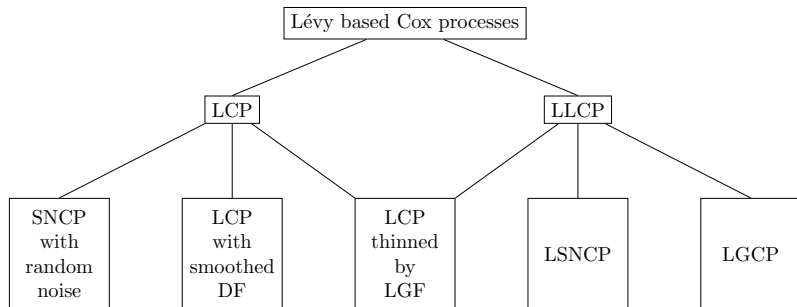 Lévy based Cox processes
LCP
LLCP
SNCP
with
random
noise
LCP
with
smoothed
DF
LCP
thinned
by
LGF
LSNCP
LGCP